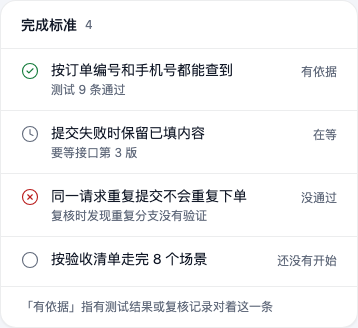 完成标准 4
按订单编号和手机号都能查到 有依据
测试 9 条通过
提交失败时保留已填内容 在等
要等接口第 3 版
同一请求重复提交不会重复下单 没通过
复核时发现重复分支没有验证
按验收清单走完 8 个场景 还没有开始
「有依据」指有测试结果或复核记录对着这一条